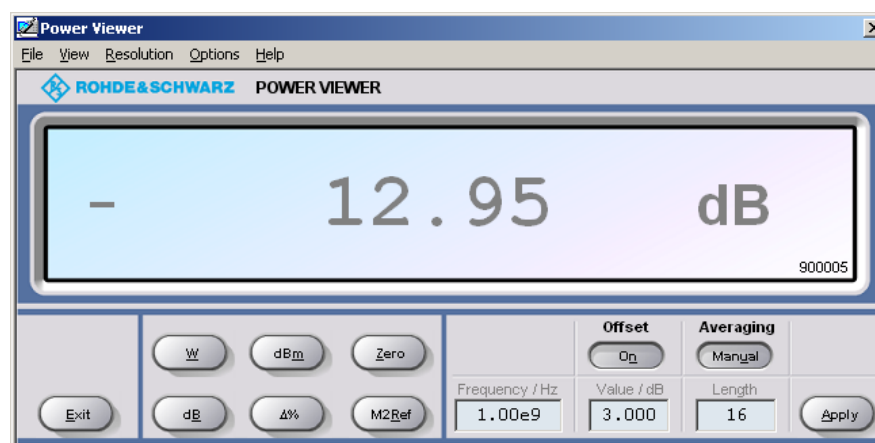 Power Viewer
File View Resolution Options Help
ROHDE&SCHWARZ POWER VIEWER
- 12.95 dB
900005
Offset Averaging
W dBm Zero On Manual
Frequency / Hz Value / dB Length
Exit dB Δ% M2Ref 1.00e9 3.000 16 Apply